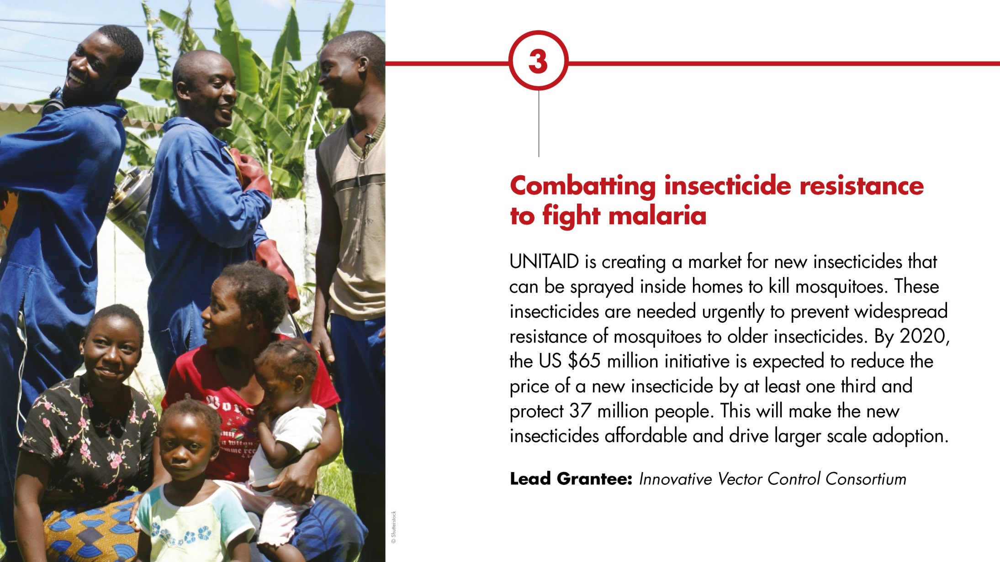 3
Combatting insecticide resistance
to fight malaria
UNITAID is creating a market for new insecticides that
can be sprayed inside homes to kill mosquitoes. These
insecticides are needed urgently to prevent widespread
resistance of mosquitoes to older insecticides. By 2020,
the US $65 million initiative is expected to reduce the
price of a new insecticide by at least one third and
protect 37 million people. This will make the new
insecticides affordable and drive larger scale adoption.
Lead Grantee: Innovative Vector Control Consortium
© Shutterstock